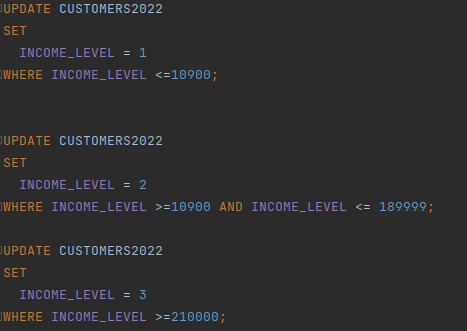 UPDATE CUSTOMERS2022
SET
INCOME_LEVEL = 1
WHERE INCOME_LEVEL <=10900;
UPDATE CUSTOMERS2022
SET
INCOME_LEVEL = 2
WHERE INCOME_LEVEL >=10900 AND INCOME_LEVEL <= 189999;
UPDATE CUSTOMERS2022
SET
INCOME_LEVEL = 3
WHERE INCOME_LEVEL >=210000;